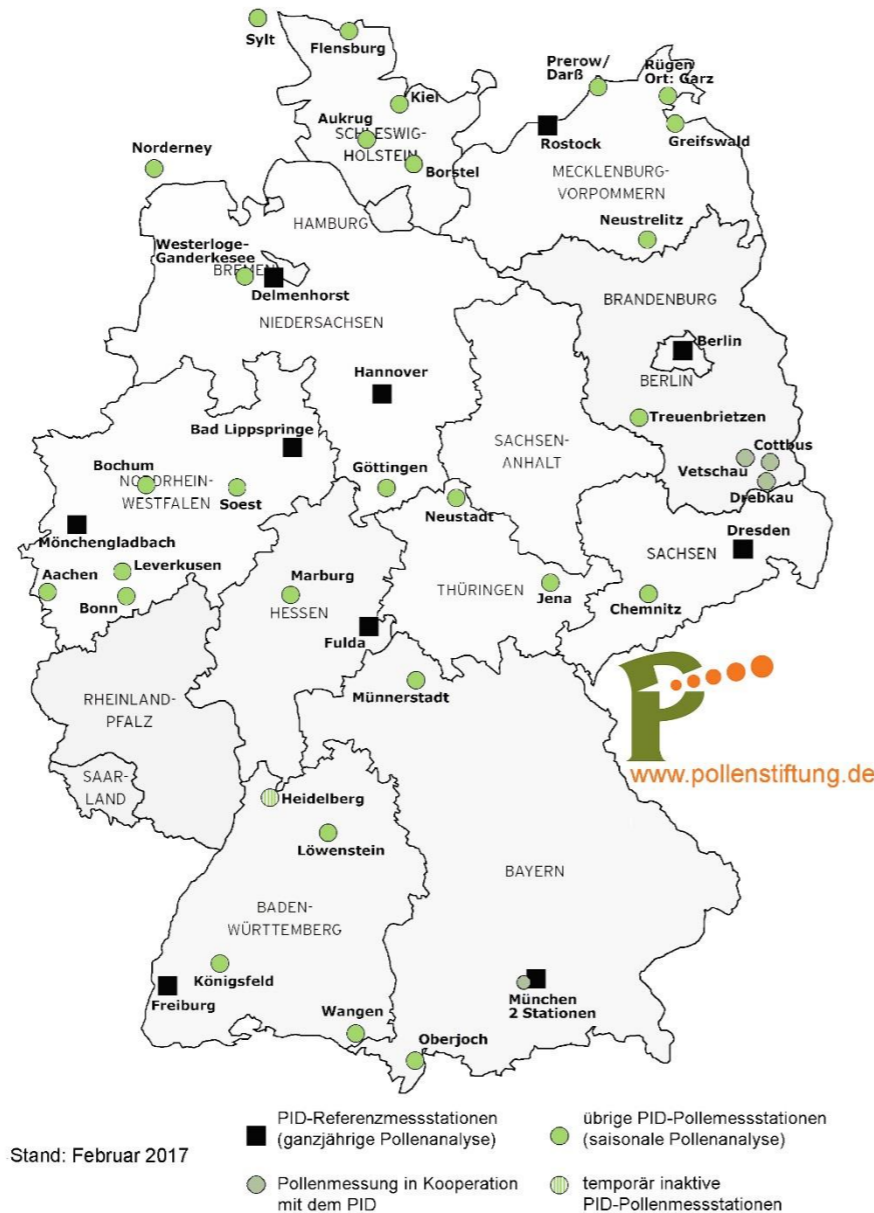 Sylt
Flensburg
Prerow/
Darß
Rügen
Ort: Garz
Kiel
Aukrug
SCHLESWIG-
HOLSTEIN
Rostock
Greifswald
Norderney
Borstel
MECKLENBURG-
VORPOMMERN
HAMBURG
Neustrelitz
Westerloge-
Ganderkesee
BREMEN
Delmenhorst
BRANDENBURG
NIEDERSACHSEN
Berlin
BERLIN
Hannover
Treuenbrietzen
Bad Lippspringe
SACHSEN-
ANHALT
Cottbus
Vetschau
Bochum
Göttingen
NORDRHEIN-
WESTFALEN
Soest
Neustadt
Drebkau
Mönchengladbach
Dresden
SACHSEN
Leverkusen
Aachen
Marburg
THÜRINGEN
Jena
Chemnitz
Bonn
HESSEN
Fulda
Münnerstadt
RHEINLAND-
PFALZ
P
www.pollenstiftung.de
SAAR-
LAND
Heidelberg
Löwenstein
BAYERN
BADEN-
WÜRTTEMBERG
Königsfeld
Freiburg
München
2 Stationen
Wangen
Oberjoch
PID-Referenzmessstationen
(ganzjährige Pollenanalyse)
übrige PID-Pollemessstationen
(saisonale Pollenanalyse)
Stand: Februar 2017
Pollenmessung in Kooperation
mit dem PID
temporär inaktive
PID-Pollenmessstationen